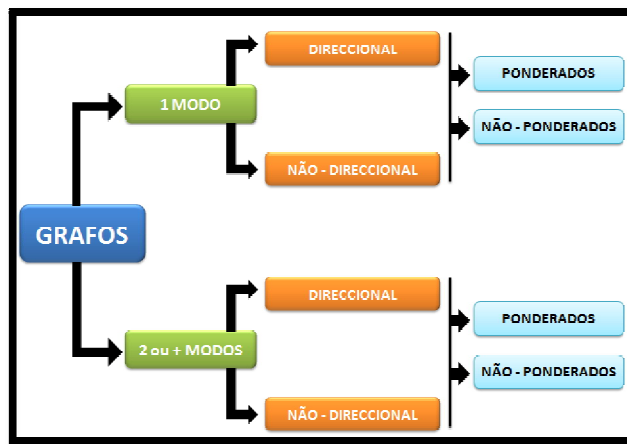 GRAFOS
1 MODO
DIRECCIONAL
NÃO - DIRECCIONAL
PONDERADOS
NÃO - PONDERADOS
2 ou + MODOS
DIRECCIONAL
NÃO - DIRECCIONAL
PONDERADOS
NÃO - PONDERADOS